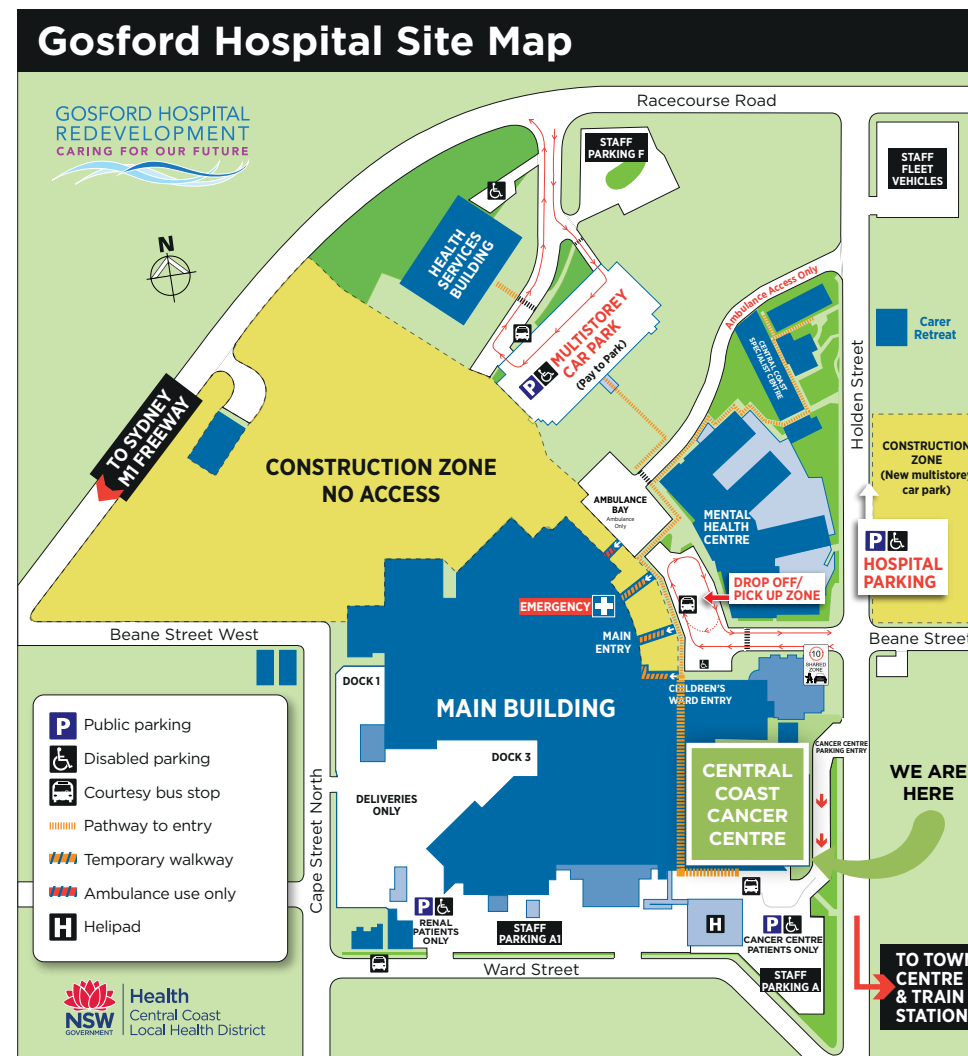 Gosford Hospital Site Map
GOSFORD HOSPITAL
REDEVELOPMENT
CARING FOR OUR FUTURE
N
Racecourse Road
STAFF
PARKING F
STAFF
FLEET
VEHICLES
HEALTH
SERVICES
BUILDING
P
MULTISTOREY
CAR PARK
(Pay to Park)
Ambulance Access Only
CENTRAL COAST
SPECIALIST CENTRE
Carer
Retreat
Holden Street
TO SYDNEY
M1 FREEWAY
CONSTRUCTION ZONE
NO ACCESS
CONSTRUCTION
ZONE
(New multistorey
car park)
AMBULANCE
BAY
Ambulance
Only
MENTAL
HEALTH
CENTRE
P
HOSPITAL
PARKING
DROP OFF/
PICK UP ZONE
EMERGENCY
MAIN
ENTRY
Beane Street West
Beane Street
10
SHARED
ZONE
DOCK 1
CHILDREN'S
WARD ENTRY
MAIN BUILDING
DOCK 3
CANCER CENTRE
PARKING ENTRY
CENTRAL
COAST
CANCER
CENTRE
WE ARE
HERE
DELIVERIES
ONLY
Cape Street North
P Public parking
Disabled parking
Courtesy bus stop
Pathway to entry
Temporary walkway
Ambulance use only
H Helipad
P
RENAL
PATIENTS
ONLY
STAFF
PARKING A1
H
P
CANCER CENTRE
PATIENTS ONLY
STAFF
PARKING A
Ward Street
TO TOWN
CENTRE
& TRAIN
STATION
NSW
GOVERNMENT
Health
Central Coast
Local Health District